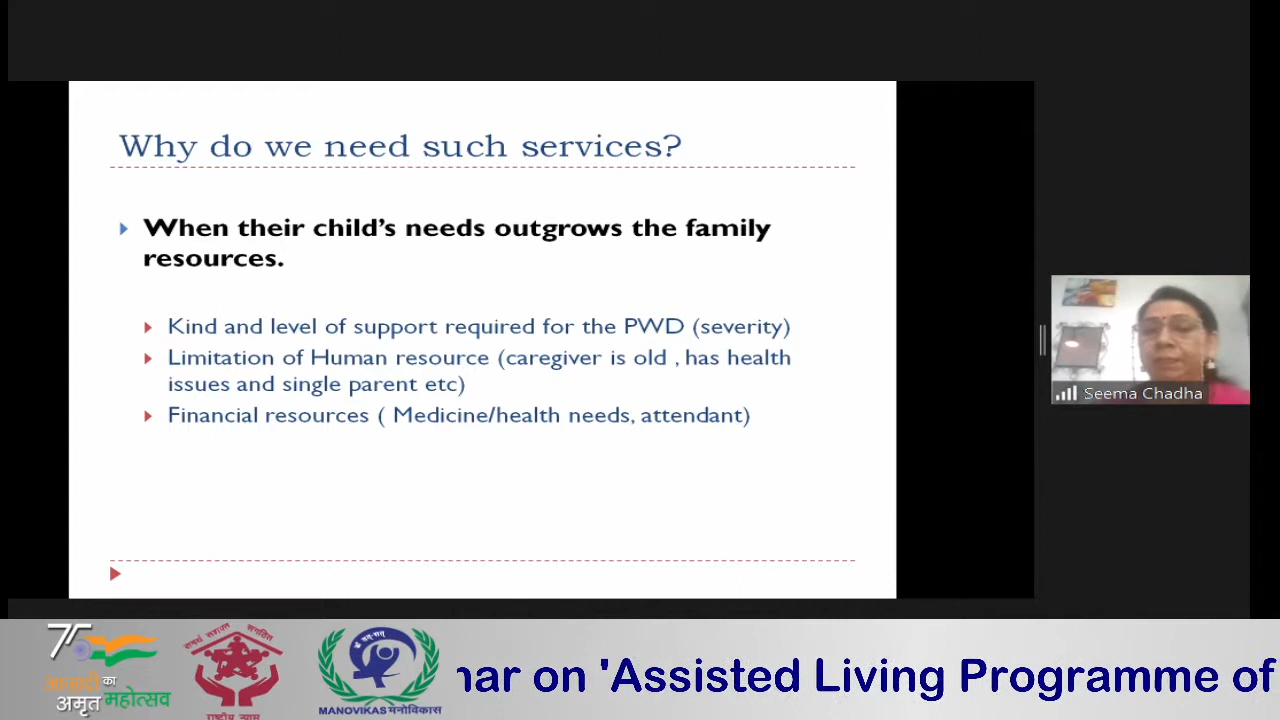 Why do we need such services?
When their child's needs outgrows the family
resources.
Kind and level of support required for the PWD (severity)
Limitation of Human resource (caregiver is old , has health
issues and single parent etc)
Financial resources ( Medicine/health needs, attendant)
Seema Chadha
75
आज़ादी का
अमृत महोत्सव
राष्ट्रीय न्यास
MANOVIKAS मनोविकास
nar on 'Assisted Living Programme of